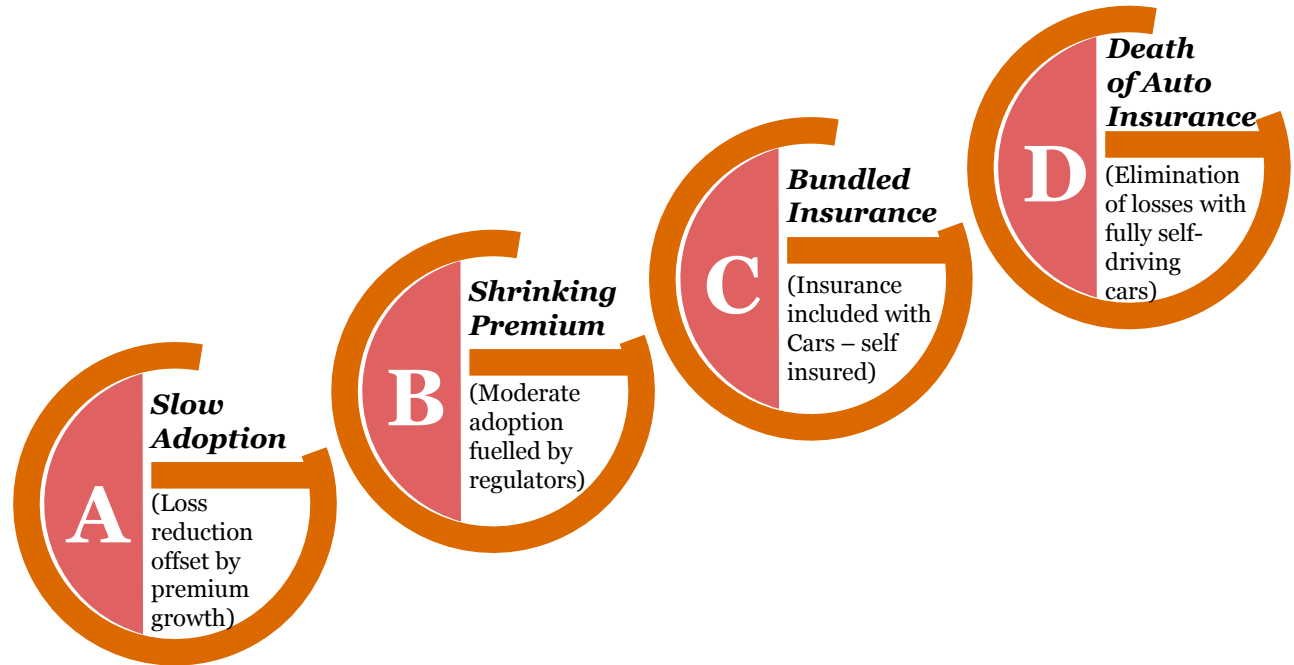 A
Slow
Adoption
(Loss
reduction
offset by
premium
growth)
B
Shrinking
Premium
(Moderate
adoption
fuelled by
regulators)
C
Bundled
Insurance
(Insurance
included with
Cars – self
insured)
D
Death
of Auto
Insurance
(Elimination
of losses with
fully self-
driving
cars)